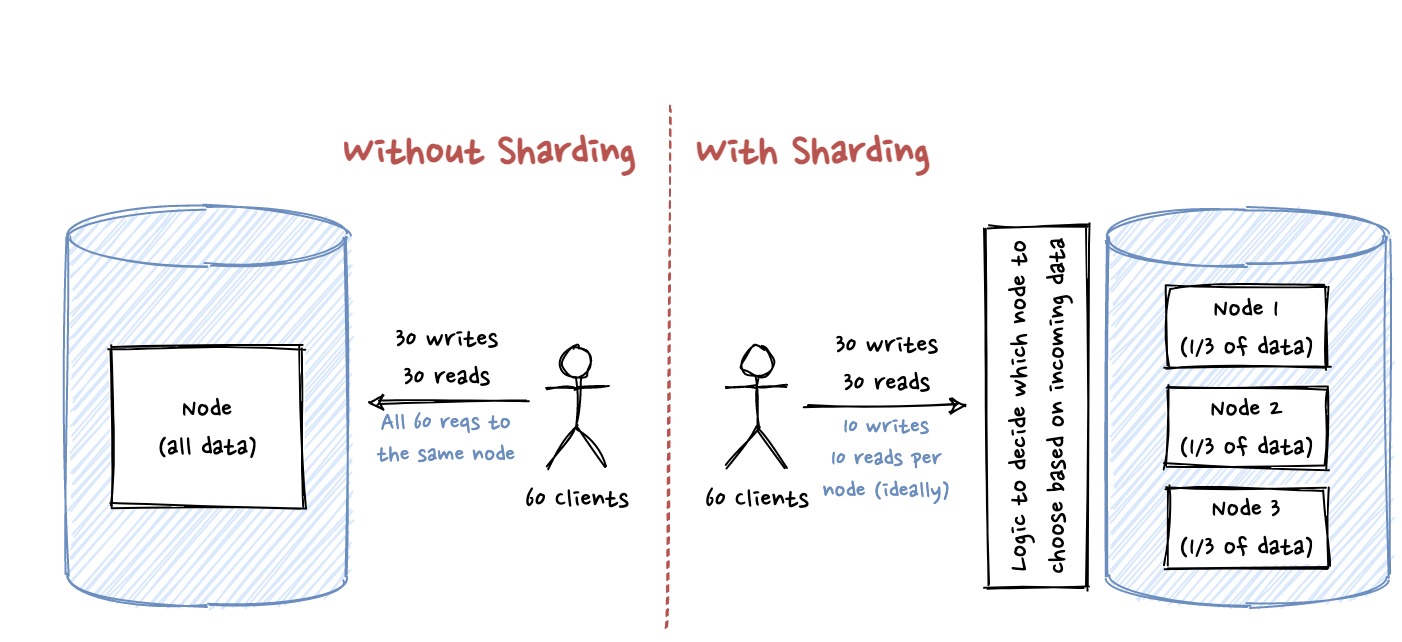 Without Sharding
With Sharding
Node
(all data)
30 writes
30 reads
All 60 reqs to
the same node
60 clients
60 clients
30 writes
30 reads
10 writes
10 reads per
node (ideally)
Logic to decide which node to
choose based on incoming data
Node 1
(1/3 of data)
Node 2
(1/3 of data)
Node 3
(1/3 of data)